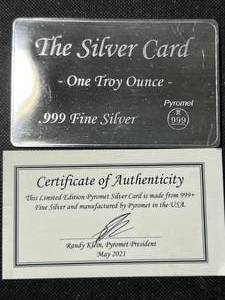 The Silver Card
- One Troy Ounce -
.999 Fine Silver
Pyromet
999
Certificate of Authenticity
This Limited Edition Pyromet Silver Card is made from 999+
Fine Silver and manufactured by Pyromet in the USA.
Randy Klein, Pyromet President
May 2021